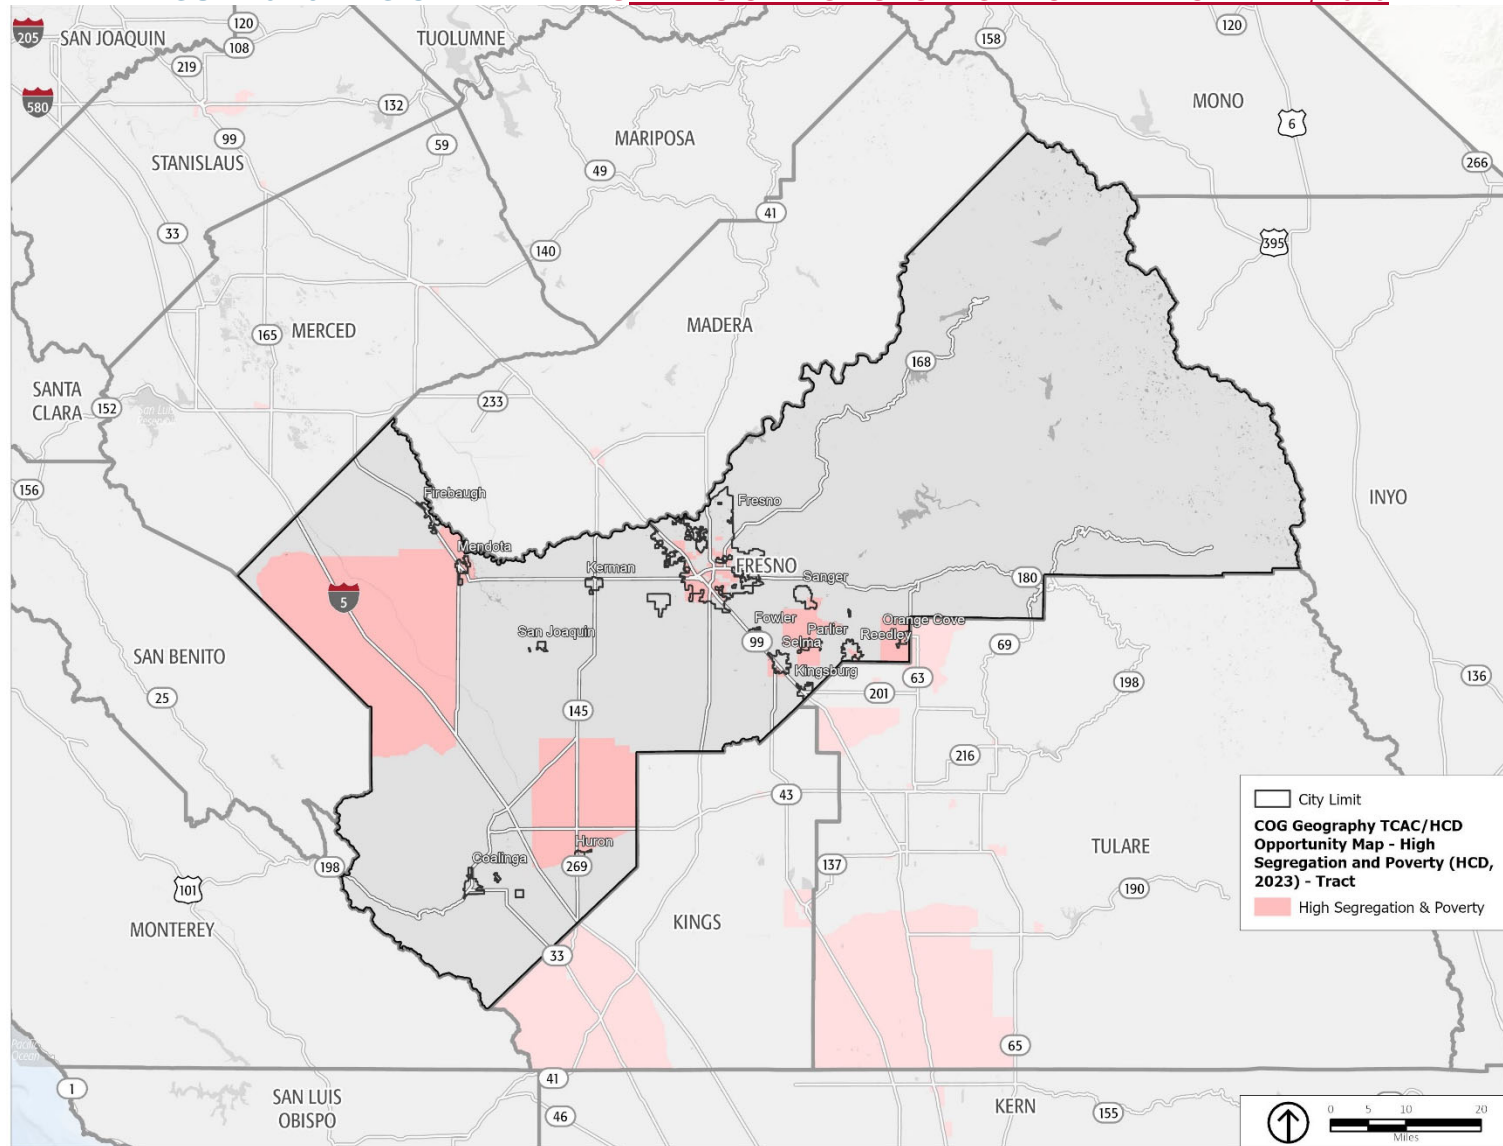 205
SAN JOAQUIN
120
108
219
TUOLUMNE
158
120
580
132
MONO
6
99
59
MARIPOSA
STANISLAUS
49
266
41
33
140
395
165
MERCED
MADERA
168
SANTA
CLARA
152
San Luis
233
156
INYO
Firebaugh
Fresno
Mendota
Kerman
FRESNO
Sanger
180
5
San Joaquin
Fowler
Orange Cove
Parlier
Reedley
99
Selma
69
SAN BENITO
Kingsburg
63
136
25
201
198
145
216
43
City Limit
COG Geography TCAC/HCD
Opportunity Map - High
Segregation and Poverty (HCD,
2023) - Tract
High Segregation & Poverty
Huron
TULARE
Coalinga
198
269
137
101
190
MONTEREY
KINGS
33
Pacific
Ocean
65
1
41
SAN LUIS
OBISPO
46
KERN
155
0 5 10 20
Miles